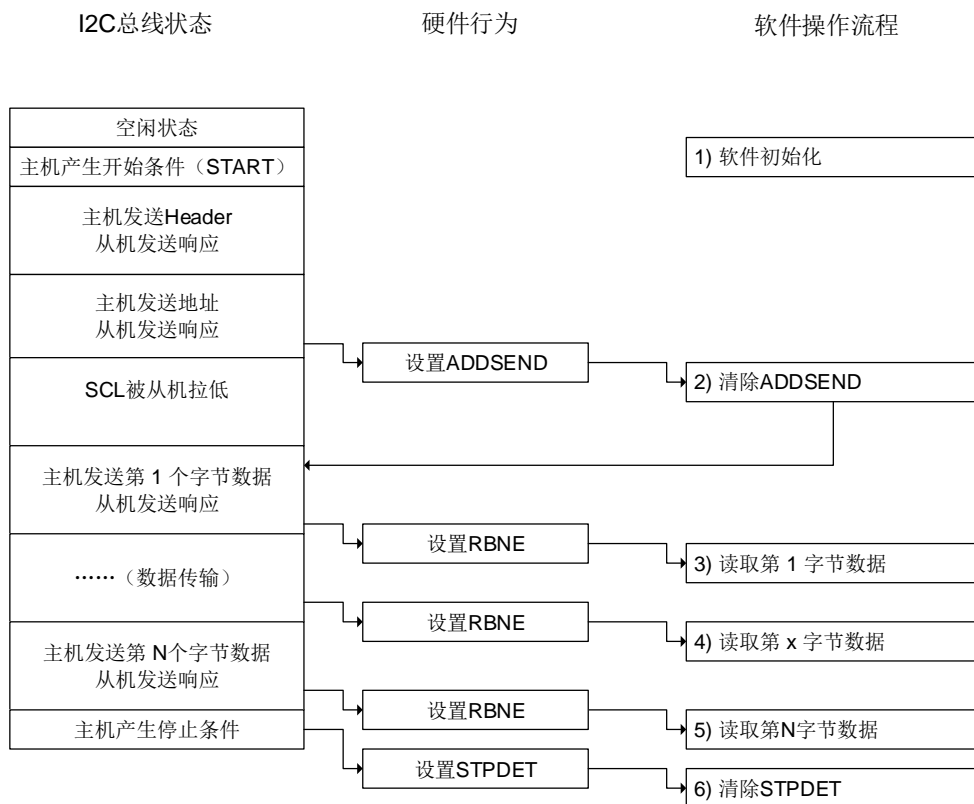 I2C总线状态
硬件行为
软件操作流程
空闲状态
主机产生开始条件（START）
1) 软件初始化
主机发送Header
从机发送响应
主机发送地址
从机发送响应
设置ADDSEND
SCL被从机拉低
2) 清除ADDSEND
主机发送第 1 个字节数据
从机发送响应
设置RBNE
3) 读取第 1 字节数据
……（数据传输）
设置RBNE
4) 读取第 x 字节数据
主机发送第 N个字节数据
从机发送响应
设置RBNE
5) 读取第N字节数据
主机产生停止条件
设置STPDET
6) 清除STPDET